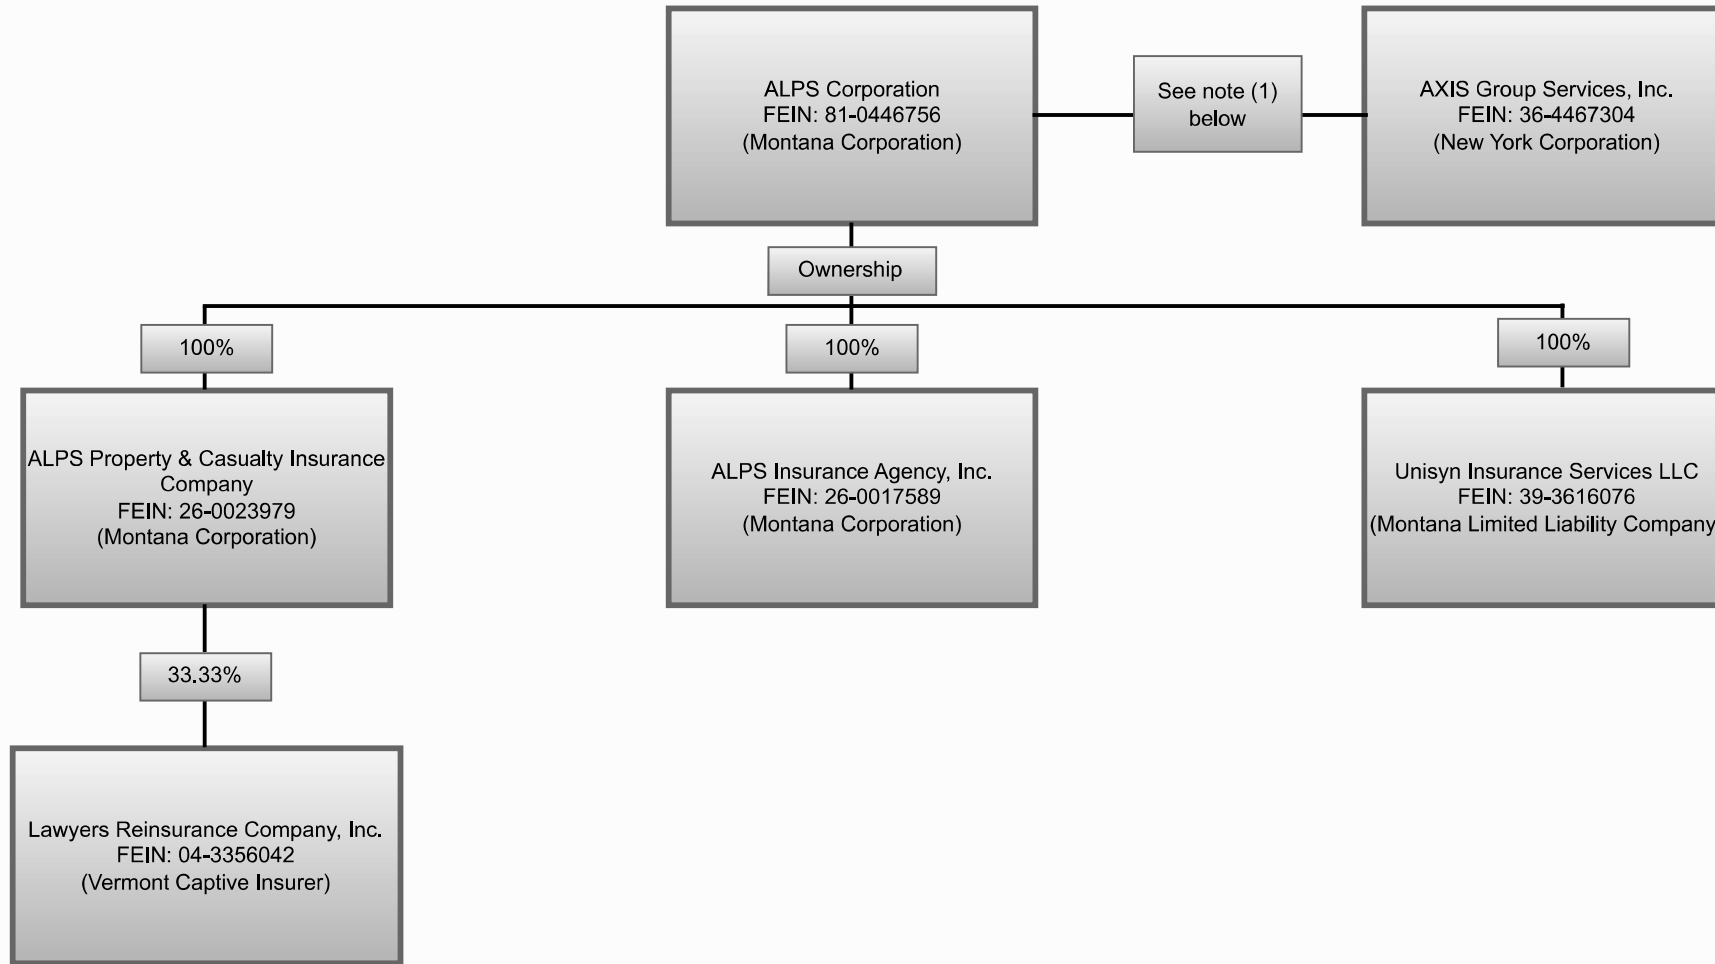 ALPS Corporation
FEIN: 81-0446756
(Montana Corporation)
See note (1)
below
AXIS Group Services, Inc.
FEIN: 36-4467304
(New York Corporation)
Ownership
100%
100%
100%
ALPS Property & Casualty Insurance
Company
FEIN: 26-0023979
(Montana Corporation)
ALPS Insurance Agency, Inc.
FEIN: 26-0017589
(Montana Corporation)
Unisyn Insurance Services LLC
FEIN: 39-3616076
(Montana Limited Liability Company
33.33%
Lawyers Reinsurance Company, Inc.
FEIN: 04-3356042
(Vermont Captive Insurer)